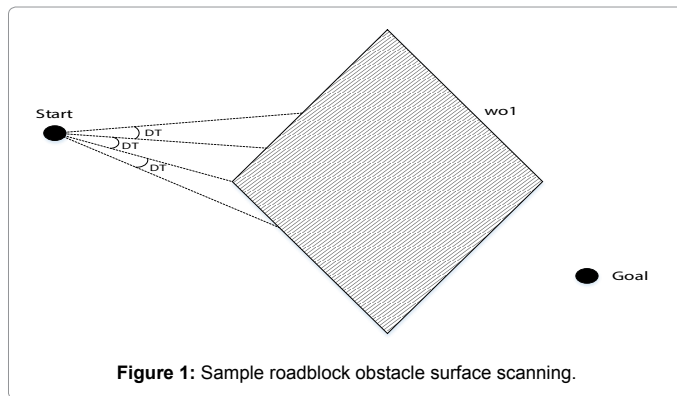 Start
wo1
DT
DT
DT
Goal
Figure 1: Sample roadblock obstacle surface scanning.